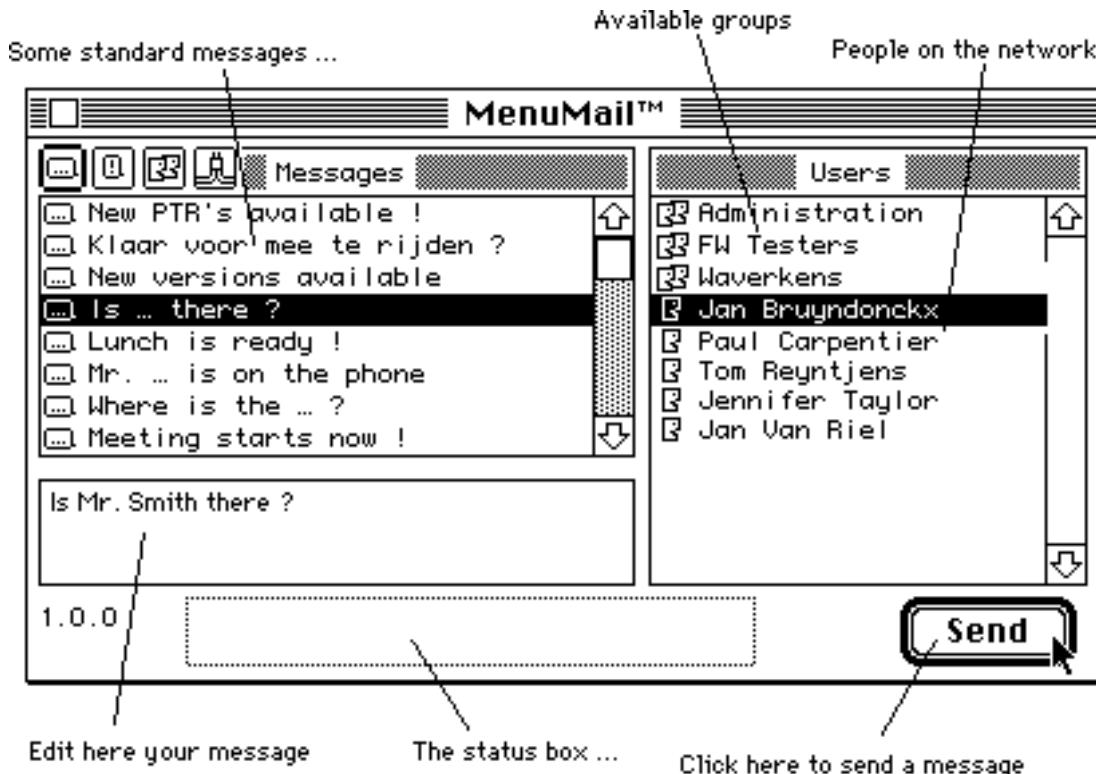 Available groups
Some standard messages ...
People on the network
MenuMail™
Messages
New PTR's available !
Klaar voor mee te rijden ?
New versions available
Is … there ?
Lunch is ready !
Mr. … is on the phone
Where is the … ?
Meeting starts now !
Users
Administration
FW Testers
Waverkens
Jan Bruyndonckx
Paul Carpentier
Tom Reyntjens
Jennifer Taylor
Jan Van Riel
Is Mr. Smith there ?
1.0.0
Send
Edit here your message
The status box ...
Click here to send a message